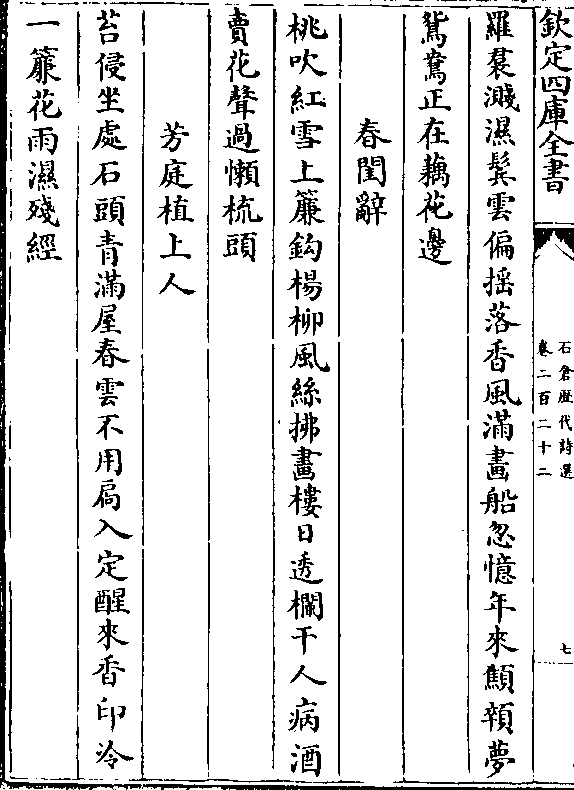 欽定四庫全書
石倉歷代詩選
卷二百二十二
七
羅裠濺濕鬂雲偏揺落香風滿畫船忽憶年來顦顇夢
鴛鴦正在藕花邊
春閨辭
桃吹紅雪上簾鈎楊柳風絲拂畫樓日透欄干人病酒
賣花聲過懶梳頭
芳庭植上人
苔侵坐處石頭青滿屋春雲不用扃入定醒來香印冷
一簾花雨濕殘經